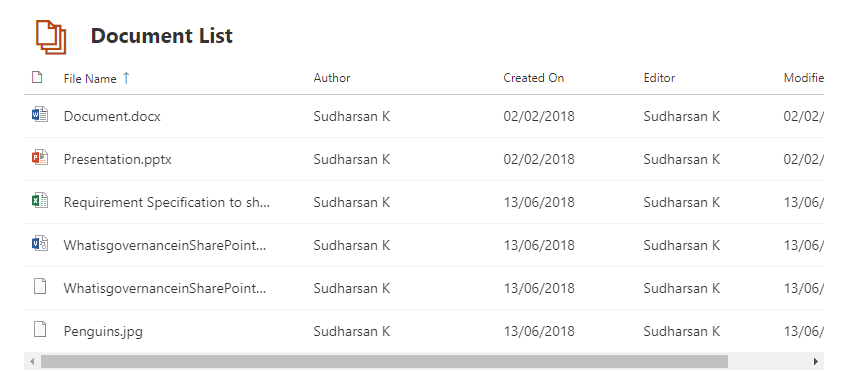 Document List
File Name ↑ Author Created On Editor Modifie
Document.docx Sudharsan K 02/02/2018 Sudharsan K 02/02/
Presentation.pptx Sudharsan K 02/02/2018 Sudharsan K 02/02/
Requirement Specification to sh... Sudharsan K 13/06/2018 Sudharsan K 13/06/
WhatisgovernanceinSharePoint... Sudharsan K 13/06/2018 Sudharsan K 13/06/
WhatisgovernanceinSharePoint... Sudharsan K 13/06/2018 Sudharsan K 13/06/
Penguins.jpg Sudharsan K 13/06/2018 Sudharsan K 13/06/